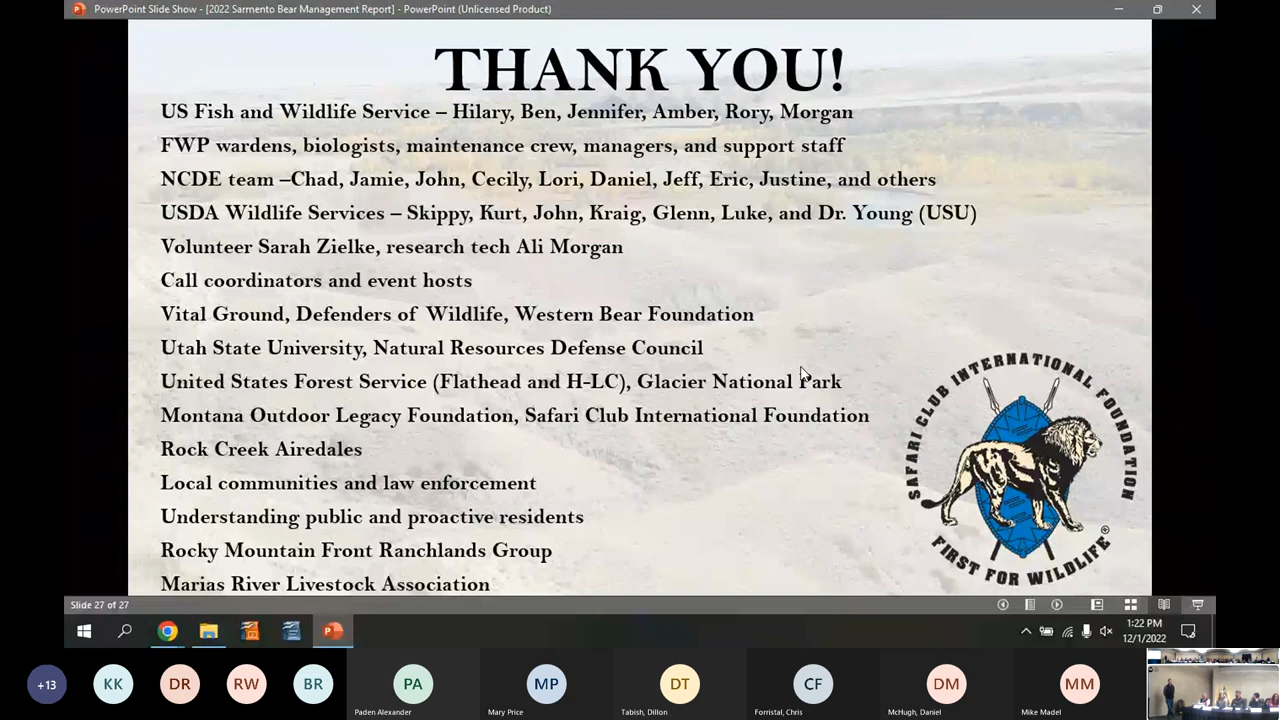 PowerPoint Slide Show - [2022 Sarmento Bear Management Report] - PowerPoint (Unlicensed Product)
THANK YOU!
US Fish and Wildlife Service – Hilary, Ben, Jennifer, Amber, Rory, Morgan
FWP wardens, biologists, maintenance crew, managers, and support staff
NCDE team –Chad, Jamie, John, Cecily, Lori, Daniel, Jeff, Eric, Justine, and others
USDA Wildlife Services – Skippy, Kurt, John, Kraig, Glenn, Luke, and Dr. Young (USU)
Volunteer Sarah Zielke, research tech Ali Morgan
Call coordinators and event hosts
Vital Ground, Defenders of Wildlife, Western Bear Foundation
Utah State University, Natural Resources Defense Council
United States Forest Service (Flathead and H-LC), Glacier National Park
Montana Outdoor Legacy Foundation, Safari Club International Foundation
Rock Creek Airedales
Local communities and law enforcement
Understanding public and proactive residents
Rocky Mountain Front Ranchlands Group
Marias River Livestock Association
SAFARI CLUB INTERNATIONAL FOUNDATION
FIRST FOR WILDLIFE
Slide 27 of 27
1:22 PM
12/1/2022
+13
KK
DR
RW
BR
PA
MP
DT
CF
DM
MM
Paden Alexander
Mary Price
Tabish, Dillon
Forristal, Chris
McHugh, Daniel
Mike Madel